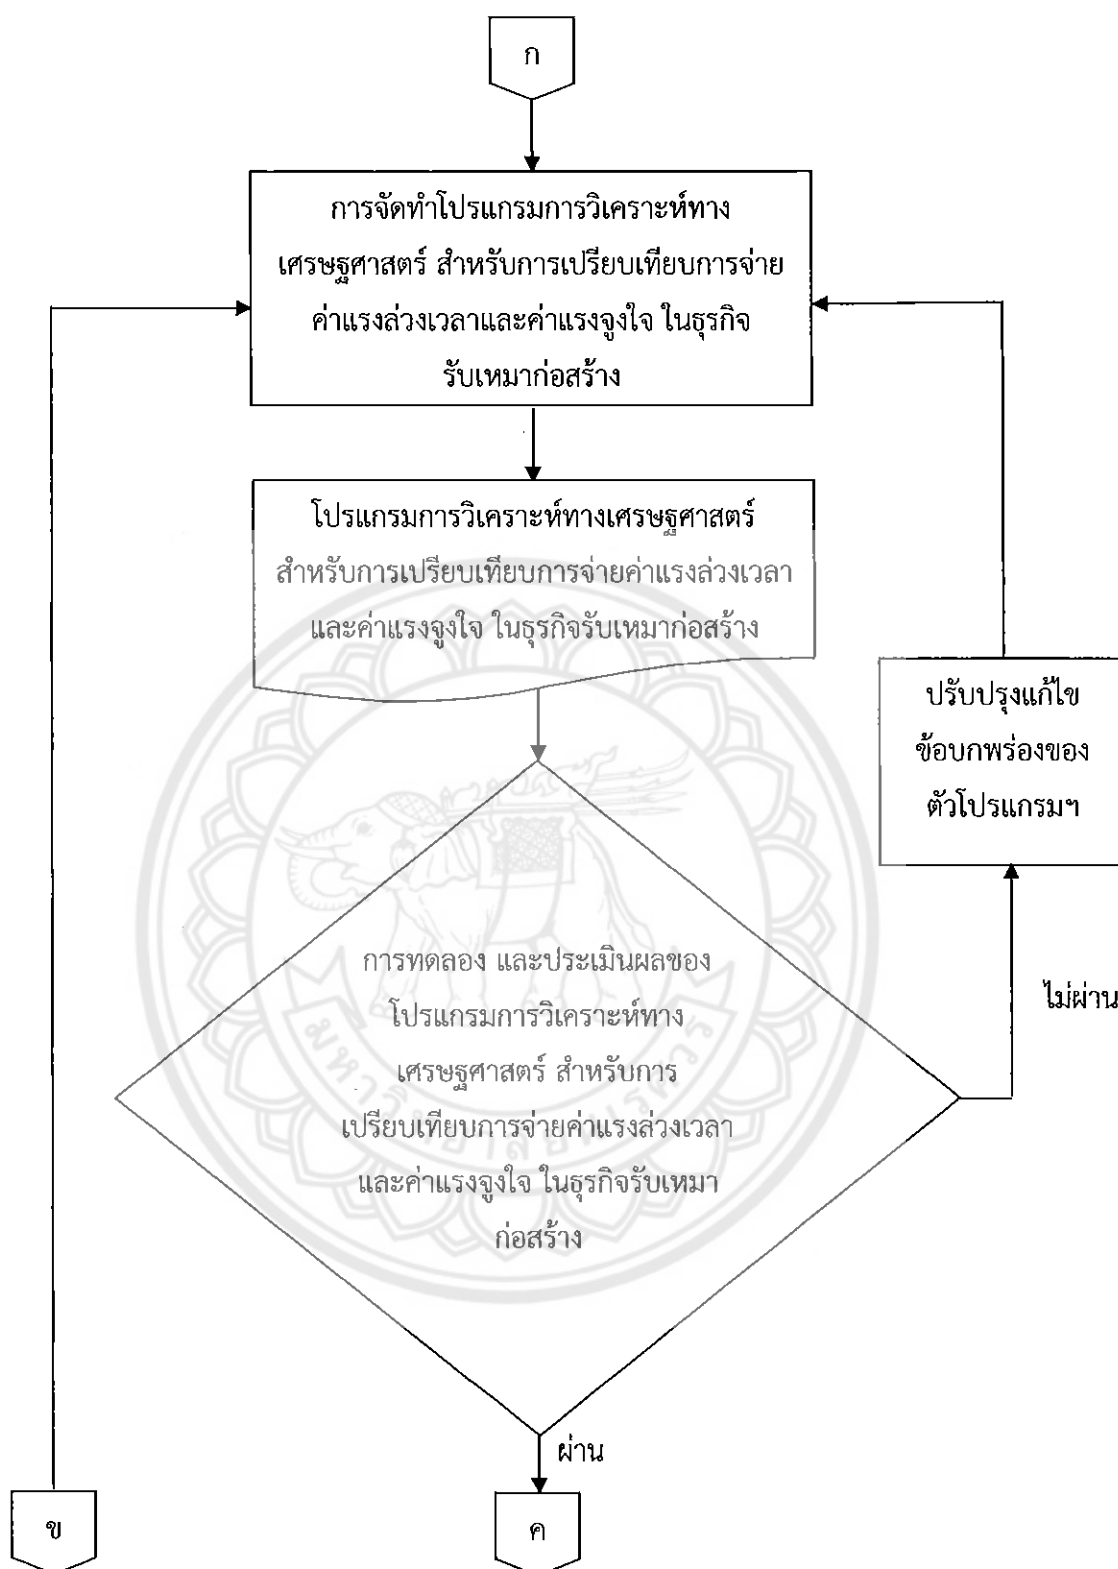 ก
การจัดทำโปรแกรมการวิเคราะห์ทาง
เศรษฐศาสตร์ สำหรับการเปรียบเทียบการจ่าย
ค่าแรงล่วงเวลาและค่าแรงจูงใจ ในธุรกิจ
รับเหมาก่อสร้าง
โปรแกรมการวิเคราะห์ทางเศรษฐศาสตร์
สำหรับการเปรียบเทียบการจ่ายค่าแรงล่วงเวลา
และค่าแรงจูงใจ ในธุรกิจรับเหมาก่อสร้าง
ปรับปรุงแก้ไข
ข้อบกพร่องของ
ตัวโปรแกรมฯ
การทดลอง และประเมินผลของ
โปรแกรมการวิเคราะห์ทาง
เศรษฐศาสตร์ สำหรับการ
เปรียบเทียบการจ่ายค่าแรงล่วงเวลา
และค่าแรงจูงใจ ในธุรกิจรับเหมา
ก่อสร้าง
ไม่ผ่าน
มหาวิทยาลัยนเรศวร
ผ่าน
ข
ค